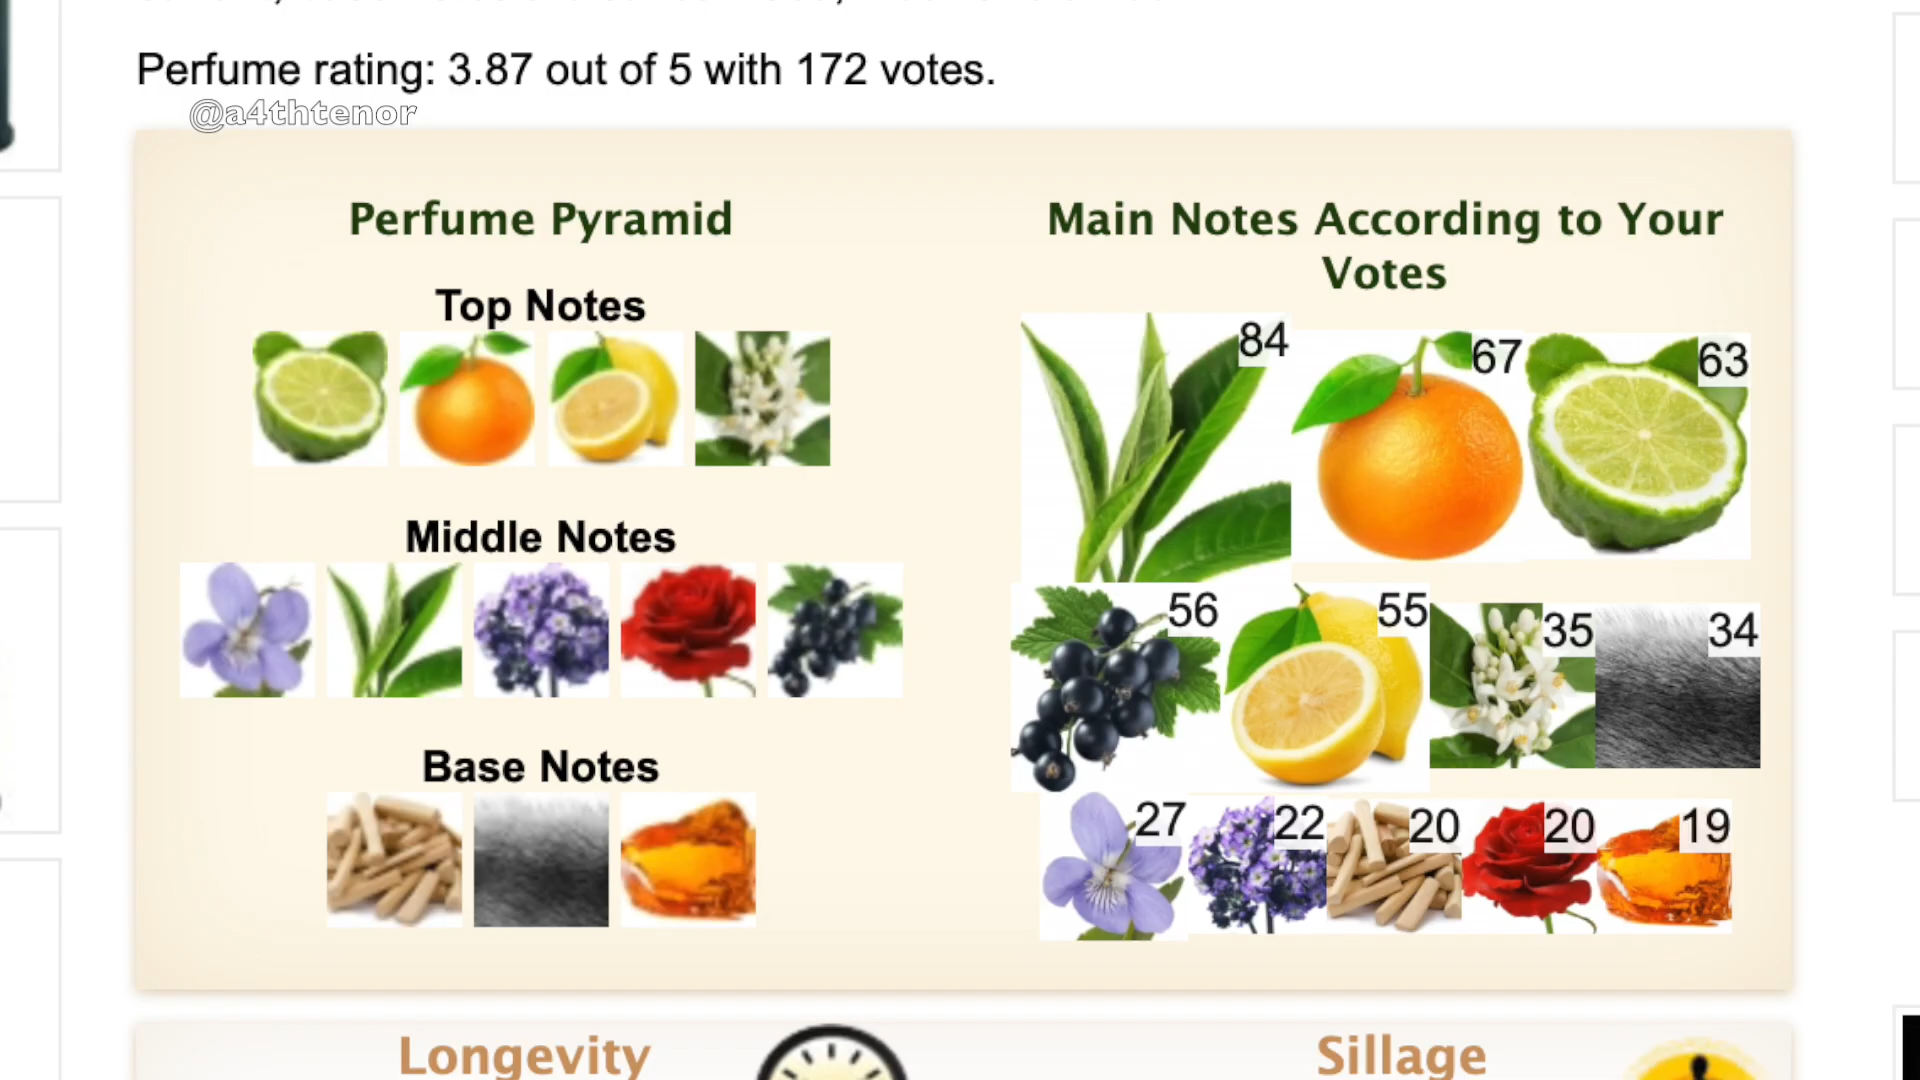 Perfume rating: 3.87 out of 5 with 172 votes.
@a4thtenor
Perfume Pyramid
Top Notes
Middle Notes
Base Notes
Main Notes According to Your
Votes
84 67 63
56 55 35 34
27 22 20 20 19
Longevity
Sillage